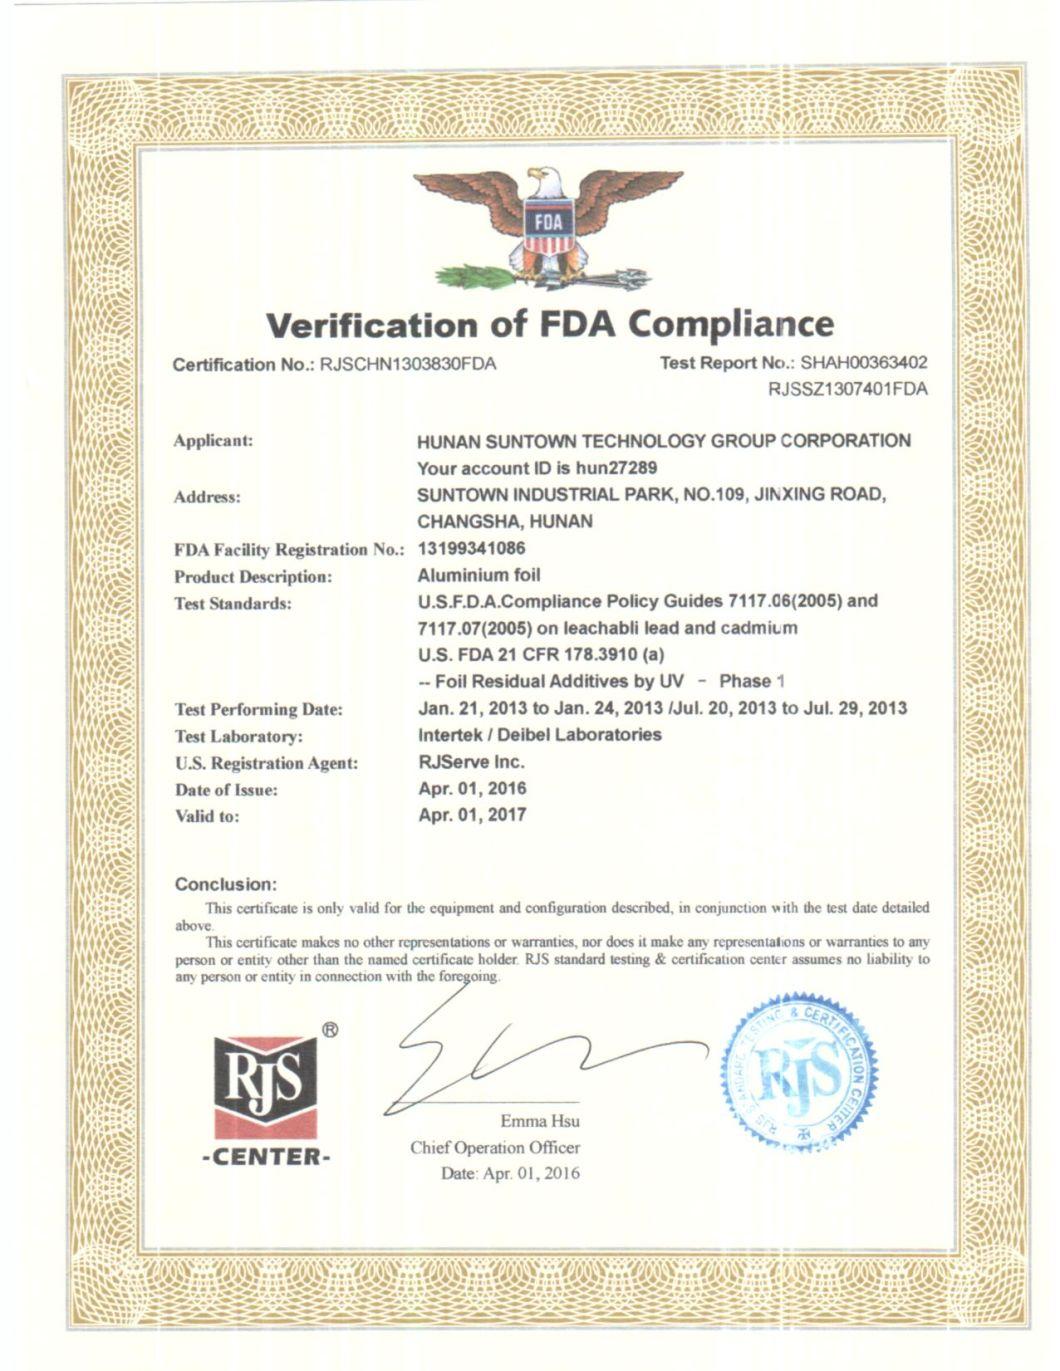 FDA
Verification of FDA Compliance
Certification No.: RJSCHN1303830FDA
Test Report No.: SHAH00363402
RJSSZ1307401FDA
Applicant: HUNAN SUNTOWN TECHNOLOGY GROUP CORPORATION
Your account ID is hun27289
Address: SUNTOWN INDUSTRIAL PARK, NO.109, JINXING ROAD,
CHANGSHA, HUNAN
FDA Facility Registration No.: 13199341086
Product Description: Aluminium foil
Test Standards: U.S.F.D.A.Compliance Policy Guides 7117.06(2005) and
7117.07(2005) on leachabli lead and cadmium
U.S. FDA 21 CFR 178.3910 (a)
-- Foil Residual Additives by UV - Phase 1
Test Performing Date: Jan. 21, 2013 to Jan. 24, 2013 /Jul. 20, 2013 to Jul. 29, 2013
Test Laboratory: Intertek / Deibel Laboratories
U.S. Registration Agent: RJServe Inc.
Date of Issue: Apr. 01, 2016
Valid to: Apr. 01, 2017
Conclusion:
This certificate is only valid for the equipment and configuration described, in conjunction with the test date detailed
above.
This certificate makes no other representations or warranties, nor does it make any representations or warranties to any
person or entity other than the named certificate holder. RJS standard testing & certification center assumes no liability to
any person or entity in connection with the foregoing.
RJS ®
-CENTER-
Emma Hsu
Chief Operation Officer
Date: Apr. 01, 2016
RJS STANDARD TESTING & CERTIFICATION CENTER
RJS